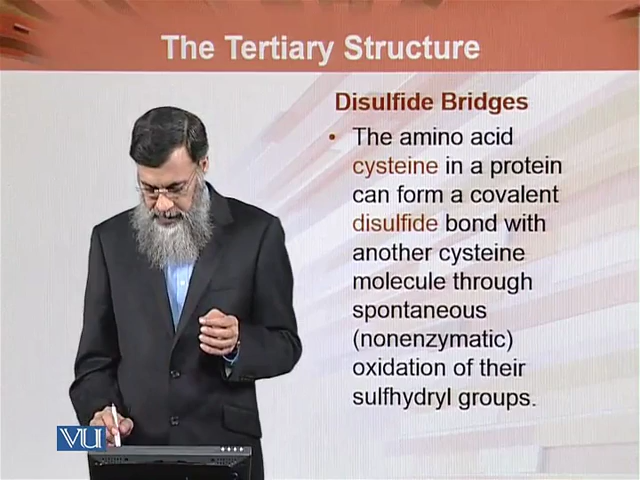 The Tertiary Structure
Disulfide Bridges
• The amino acid
cysteine in a protein
can form a covalent
disulfide bond with
another cysteine
molecule through
spontaneous
(nonenzymatic)
oxidation of their
sulfhydryl groups.
VU